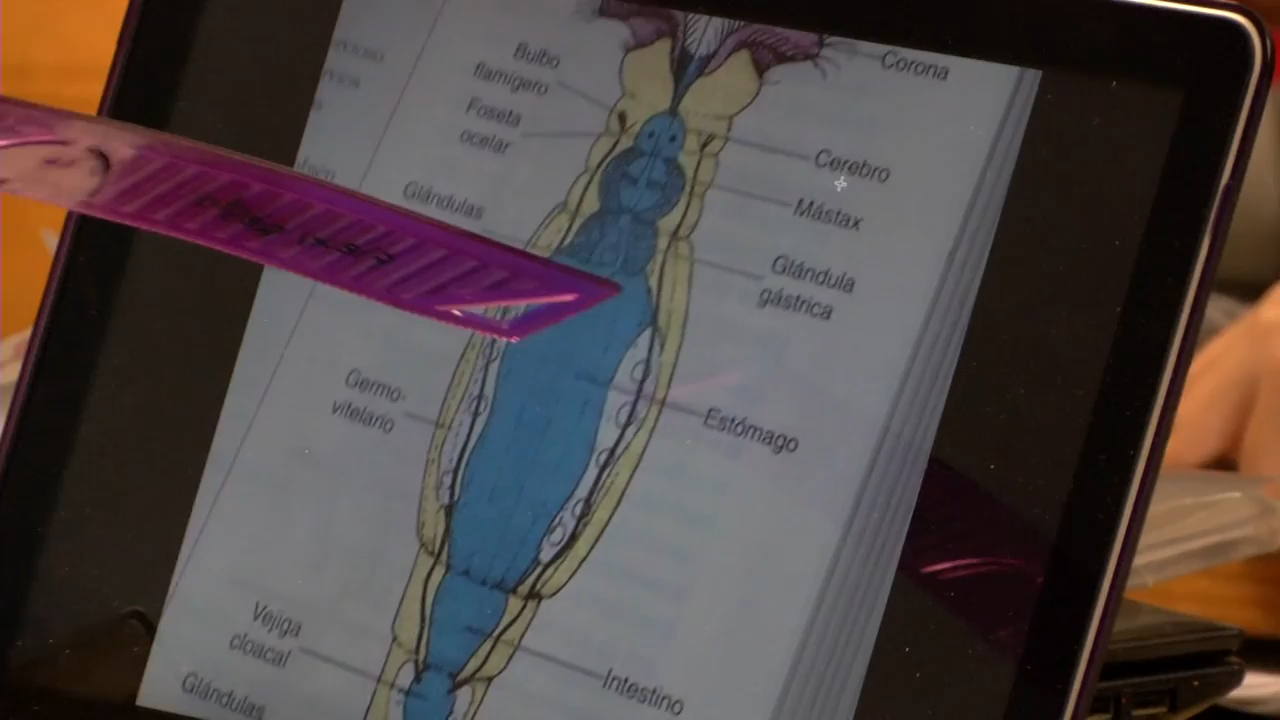 Corona
Bulbo
flamígero
Foseta
ocelar
Cerebro
Glándulas
Mástax
Glándula
gástrica
Germo-
vitelario
Estómago
Vejiga
cloacal
Intestino
Glándulas